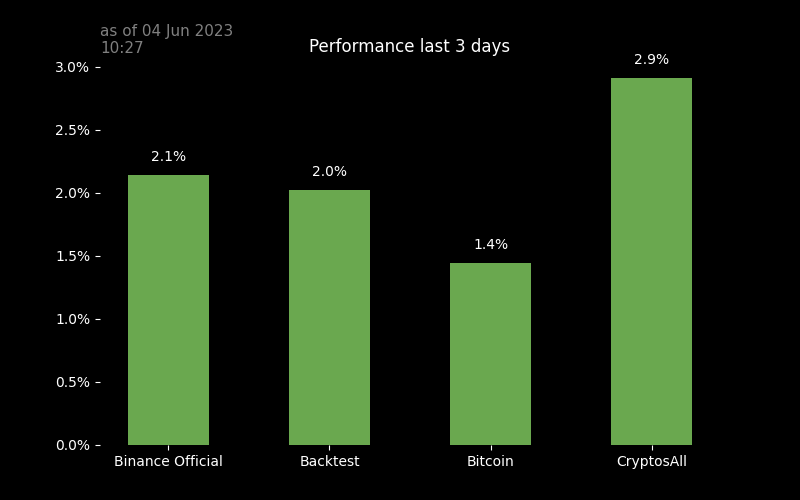 as of 04 Jun 2023
10:27
Performance last 3 days
3.0%
2.5%
2.0%
1.5%
1.0%
0.5%
0.0%
2.1%
2.0%
1.4%
2.9%
Binance Official
Backtest
Bitcoin
CryptosAll